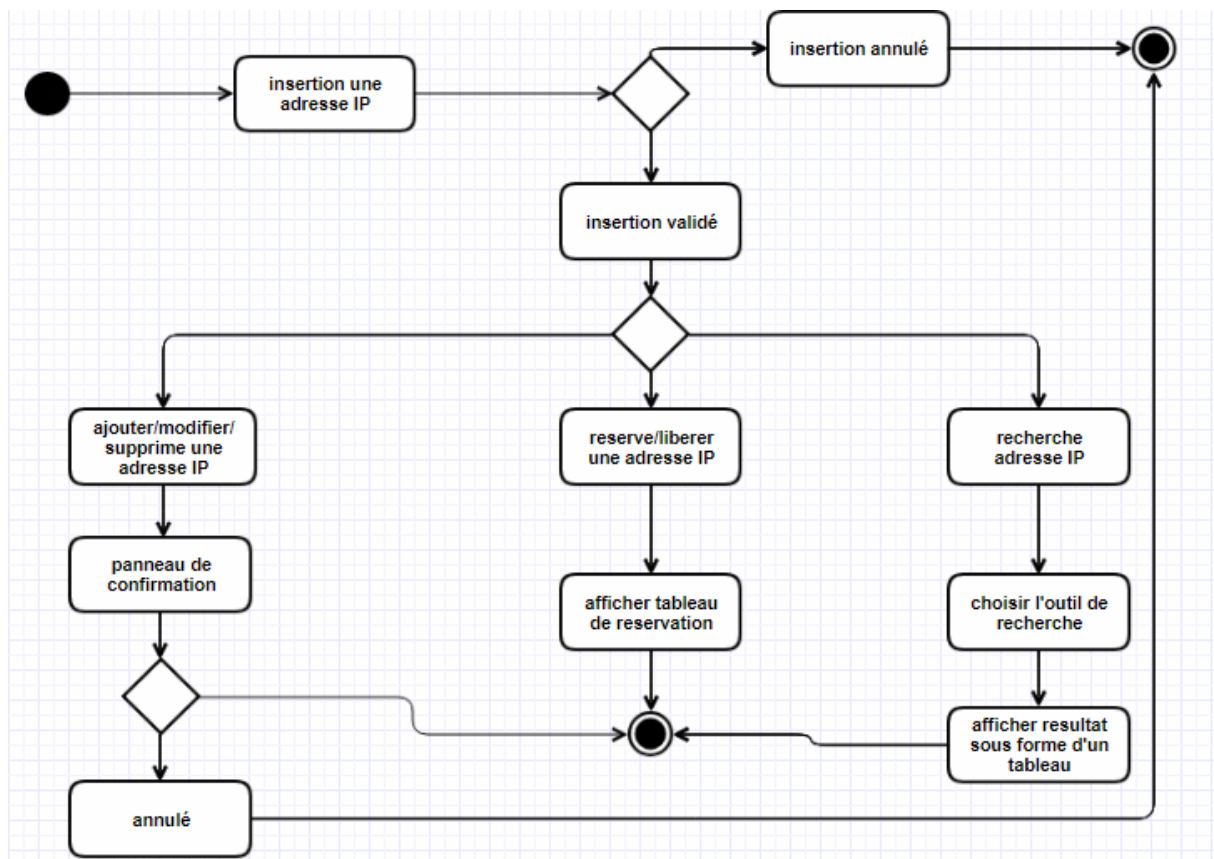 insertion annulé
insertion une
adresse IP
insertion validé
ajouter/modifier/
supprime une
adresse IP
reserve/liberer
une adresse IP
recherche
adresse IP
panneau de
confirmation
afficher tableau
de reservation
choisir l'outil de
recherche
afficher resultat
sous forme d'un
tableau
annulé